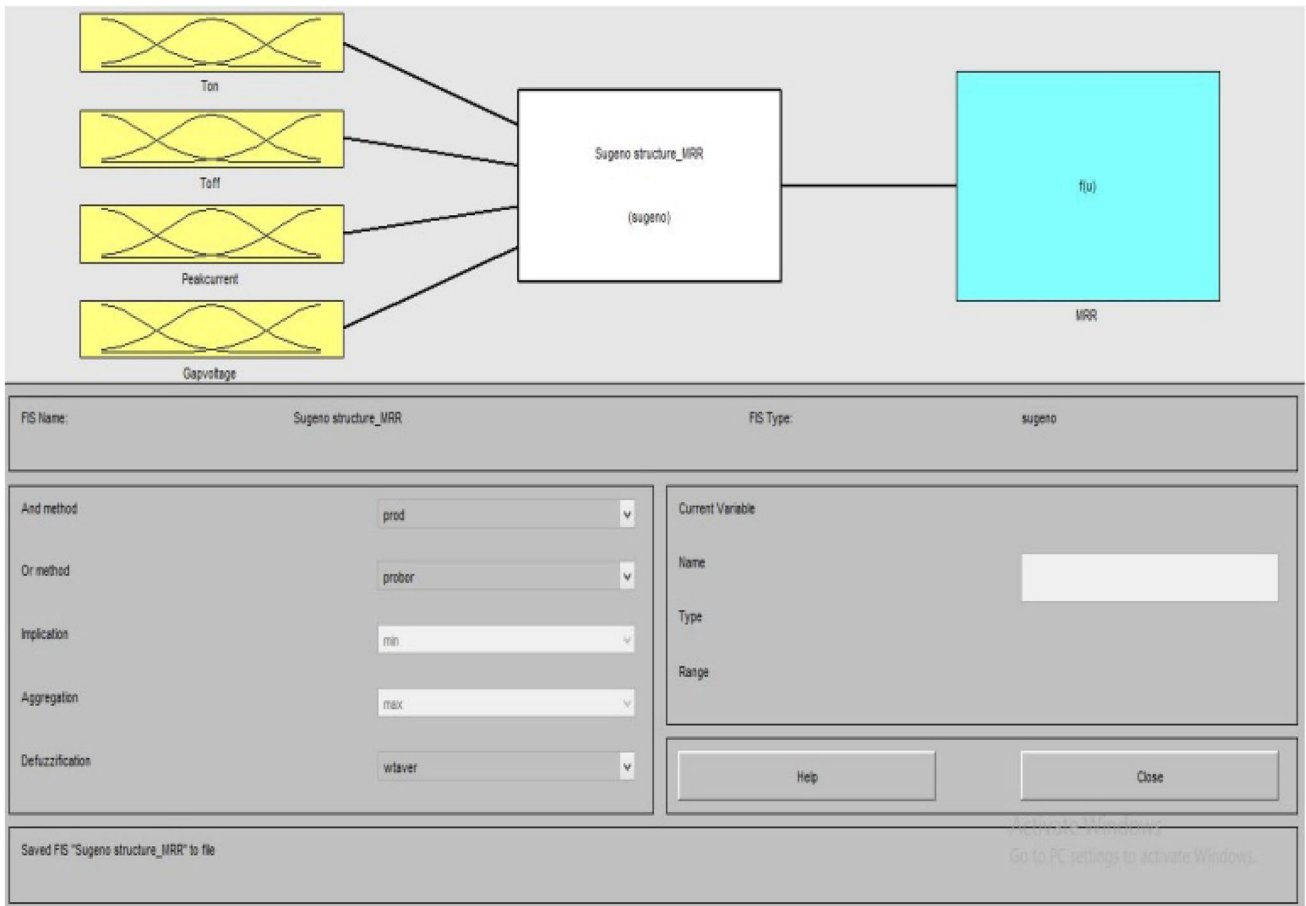 Ton
Toff
Peakcurrent
Gapvoltage
Sugeno structure_MRR
(sugeno)
f(u)
MRR
FIS Name:
Sugeno structure_MRR
FIS Type:
sugeno
And method
prod
Or method
probor
Implication
min
Aggregation
max
Defuzzification
wtaver
Current Variable
Name
Type
Range
Help
Close
Activate Windows
Go to PC settings to activate Windows.
Saved FIS "Sugeno structure_MRR" to file